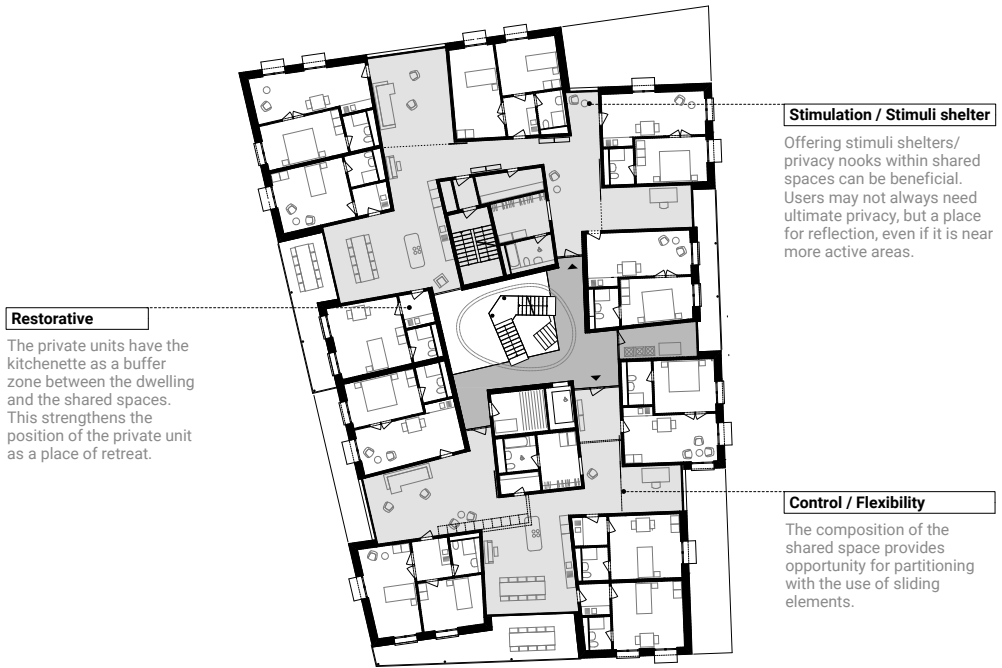 Stimulation / Stimuli shelter
Offering stimuli shelters/
privacy nooks within shared
spaces can be beneficial.
Users may not always need
ultimate privacy, but a place
for reflection, even if it is near
more active areas.
Restorative
The private units have the
kitchenette as a buffer
zone between the dwelling
and the shared spaces.
This strengthens the
position of the private unit
as a place of retreat.
Control / Flexibility
The composition of the
shared space provides
opportunity for partitioning
with the use of sliding
elements.